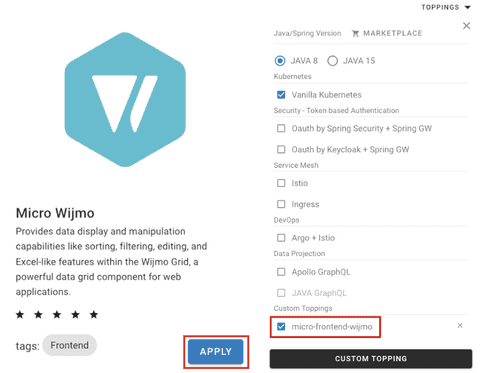 TOPPINGS
Micro Wijmo
Provides data display and manipulation
capabilities like sorting, filtering, editing, and
Excel-like features within the Wijmo Grid, a
powerful data grid component for web
applications.
tags: Frontend
APPLY
Java/Spring Version MARKETPLACE
JAVA 8 JAVA 15
Kubernetes
Vanilla Kubernetes
Security - Token based Authentication
Oauth by Spring Security + Spring GW
Oauth by Keycloak + Spring GW
Service Mesh
Istio
Ingress
DevOps
Argo + Istio
Data Projection
Apollo GraphQL
JAVA GraphQL
Custom Toppings
micro-frontend-wijmo
CUSTOM TOPPING